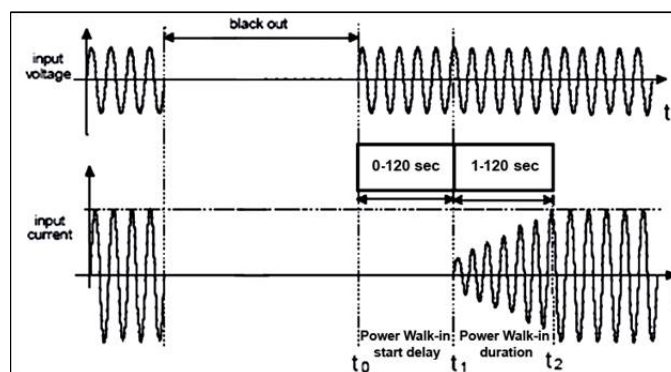 black out
input
voltage
t
0-120 sec
1-120 sec
input
current
Power Walk-in
start delay
Power Walk-in
duration
t0
t1
t2